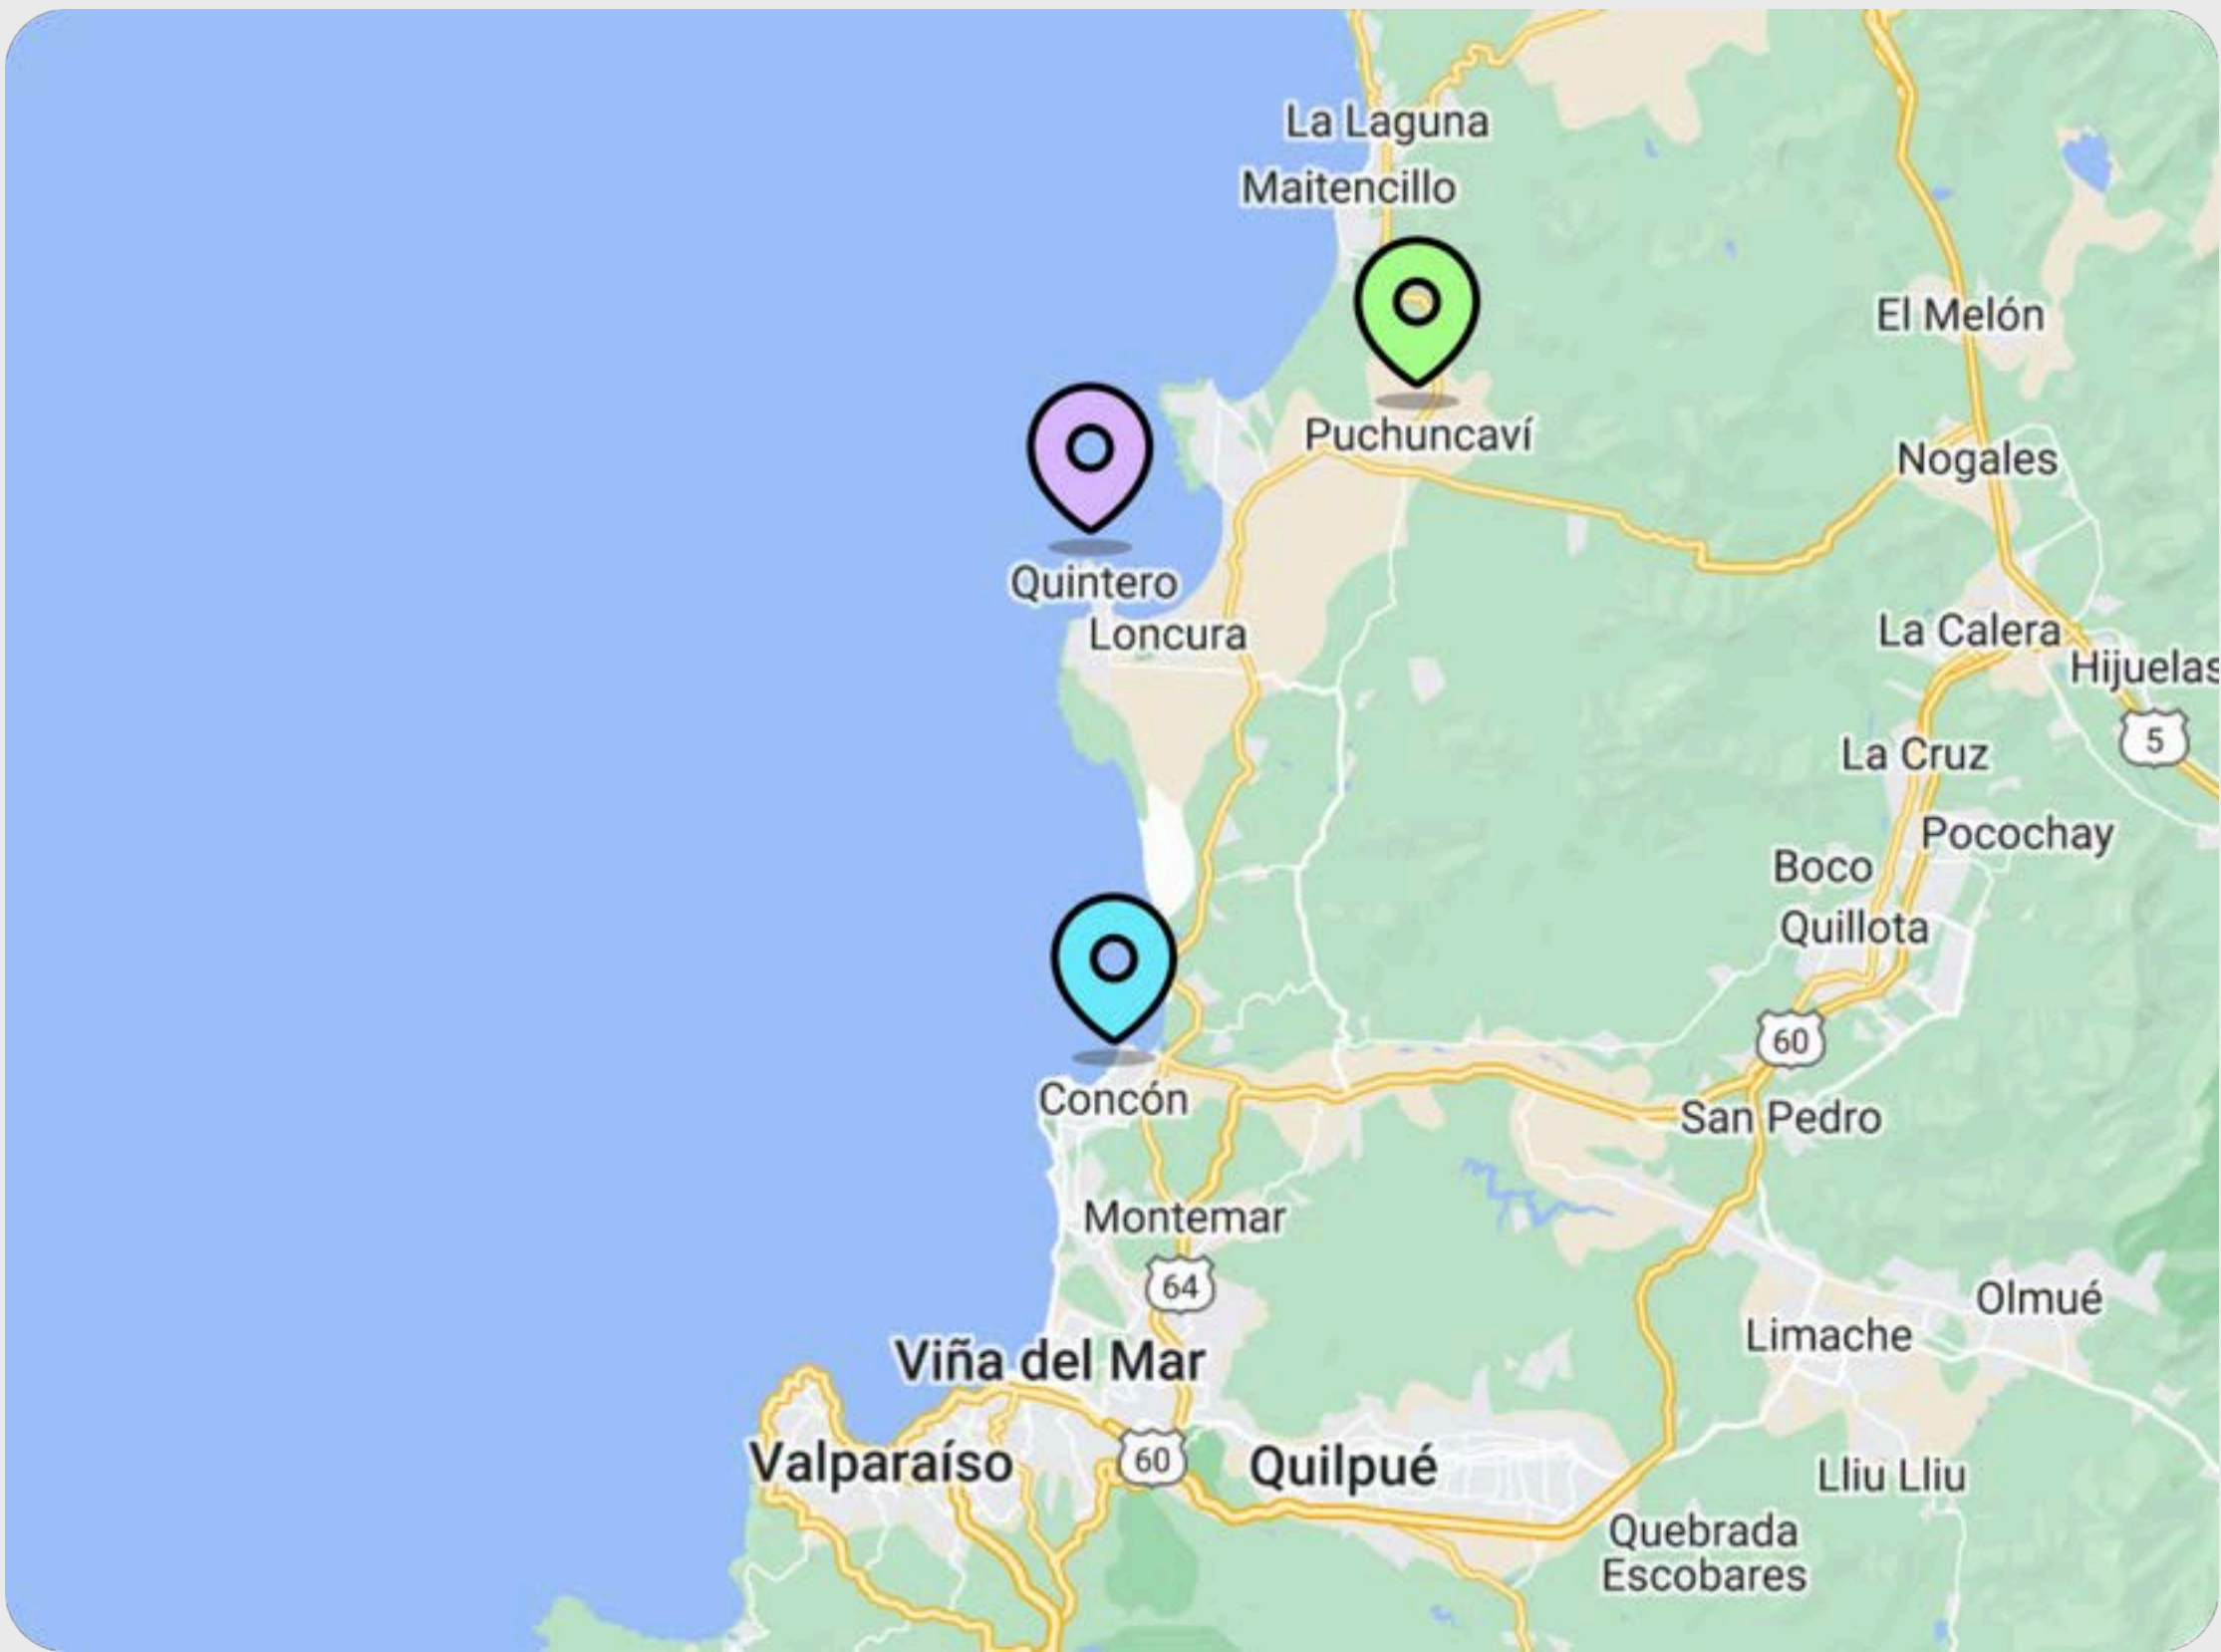 La Laguna
Maitencillo
El Melón
Puchuncaví
Nogales
Quintero
Loncura
La Calera
Hijuelas
5
La Cruz
Pocochay
Boco
Quillota
60
Concón
San Pedro
Montemar
64
Olmué
Limache
Viña del Mar
Valparaíso
60
Quilpué
Lliu Lliu
Quebrada
Escobares